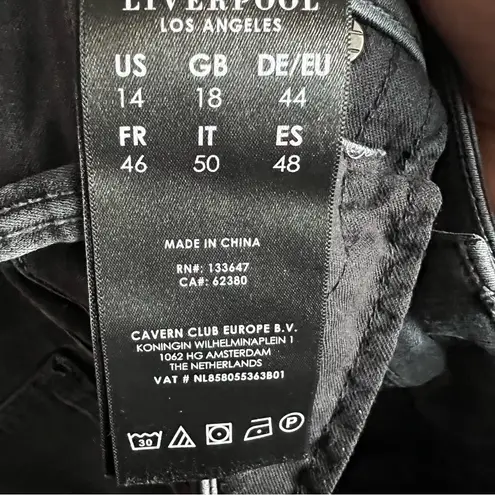 LIVERPOOL
LOS ANGELES
US GB DE/EU
14 18 44
FR IT ES
46 50 48
MADE IN CHINA
RN#: 133647
CA#: 62380
CAVERN CLUB EUROPE B.V.
KONINGIN WILHELMINAPLEIN 1
1062 HG AMSTERDAM
THE NETHERLANDS
VAT # NL858055363B01
30 P